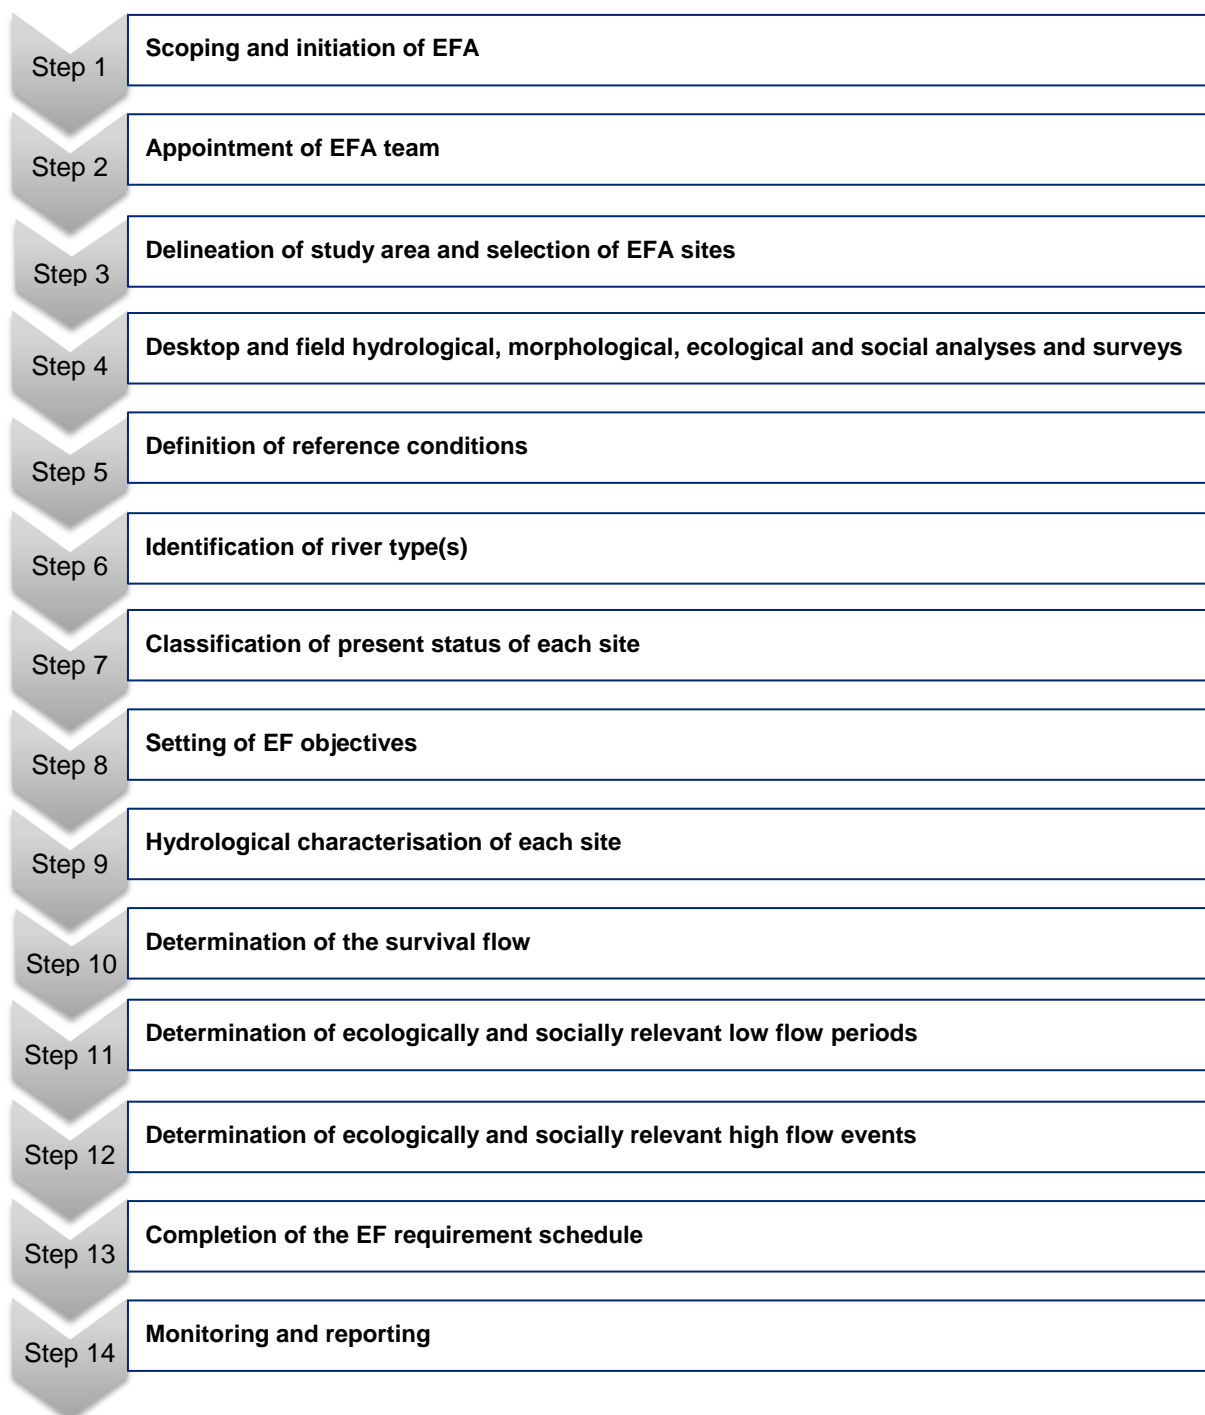 Step 1
Scoping and initiation of EFA
Step 2
Appointment of EFA team
Step 3
Delineation of study area and selection of EFA sites
Step 4
Desktop and field hydrological, morphological, ecological and social analyses and surveys
Step 5
Definition of reference conditions
Step 6
Identification of river type(s)
Step 7
Classification of present status of each site
Step 8
Setting of EF objectives
Step 9
Hydrological characterisation of each site
Step 10
Determination of the survival flow
Step 11
Determination of ecologically and socially relevant low flow periods
Step 12
Determination of ecologically and socially relevant high flow events
Step 13
Completion of the EF requirement schedule
Step 14
Monitoring and reporting